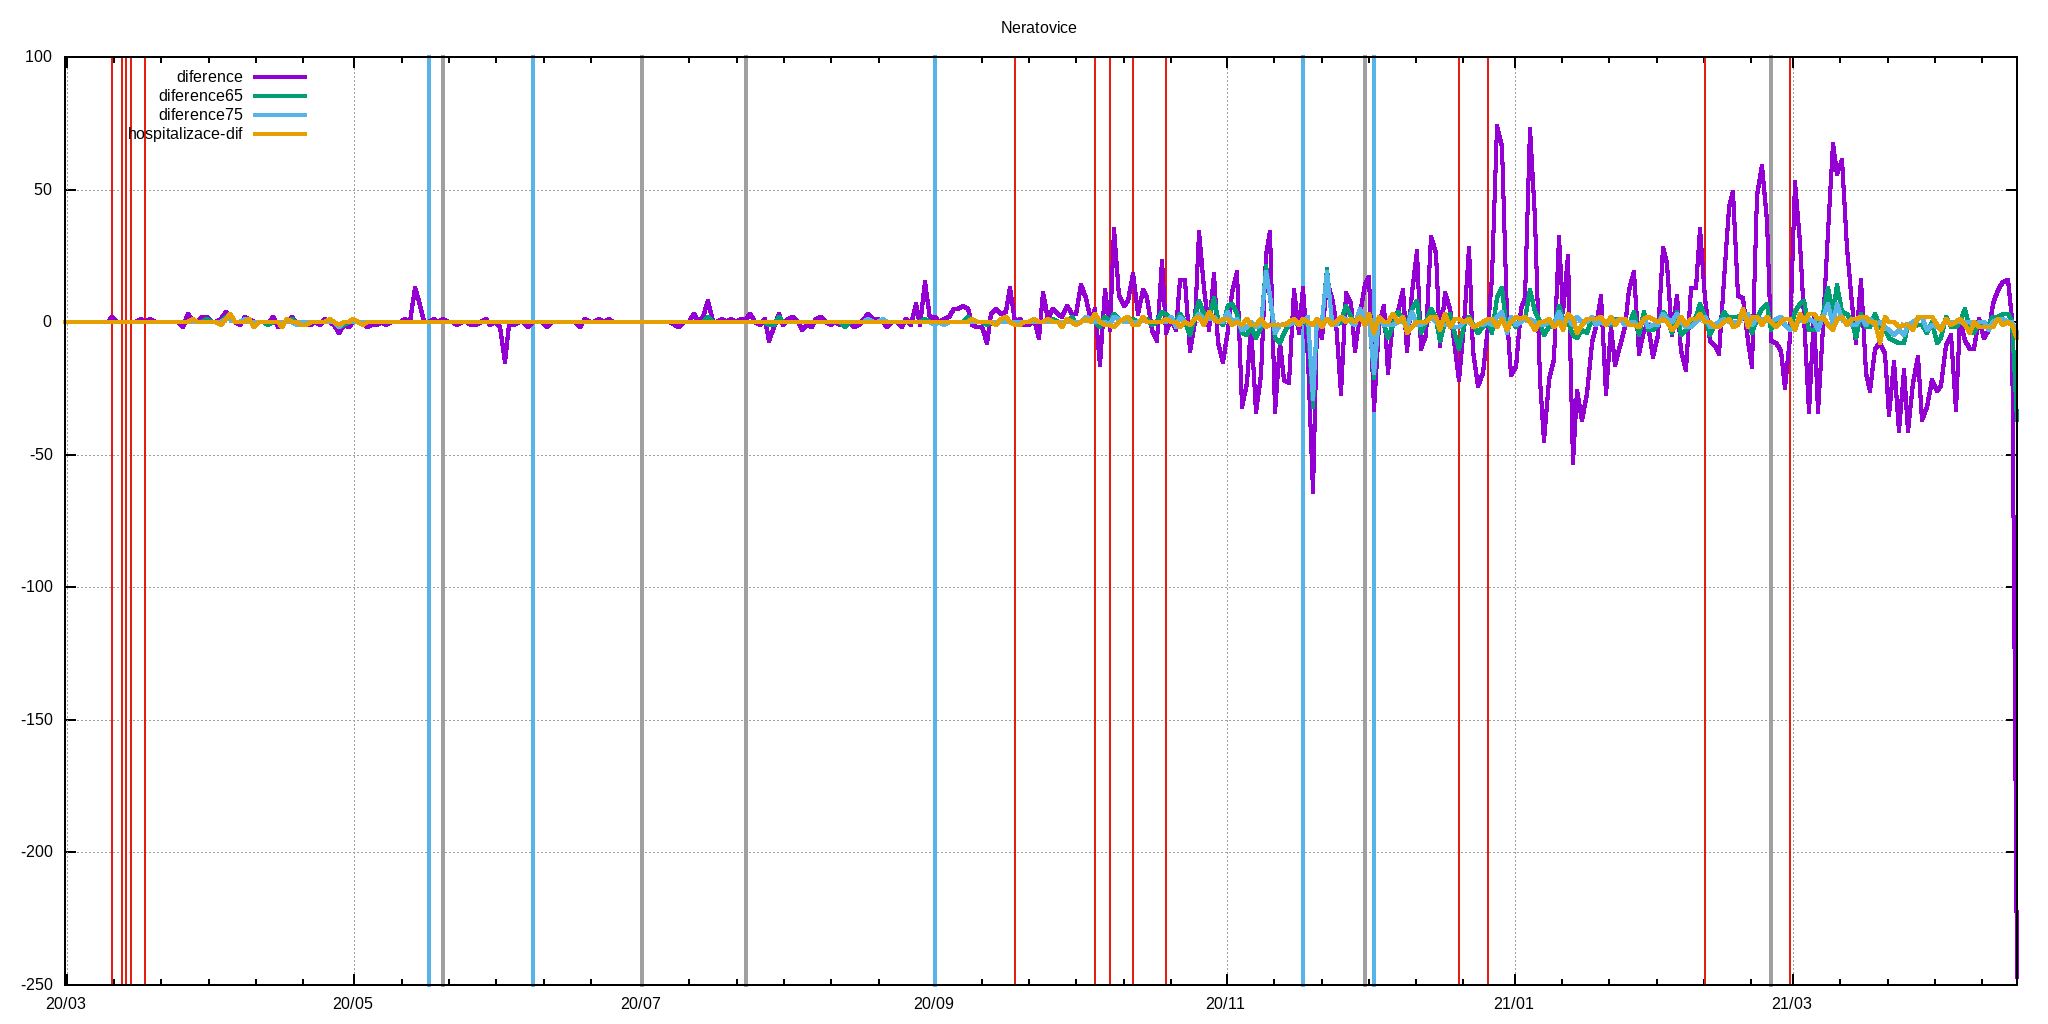 Neratovice
100
50
0
-50
-100
-150
-200
-250
diference
diference65
diference75
hospitalizace-dif
20/03 20/05 20/07 20/09 20/11 21/01 21/03